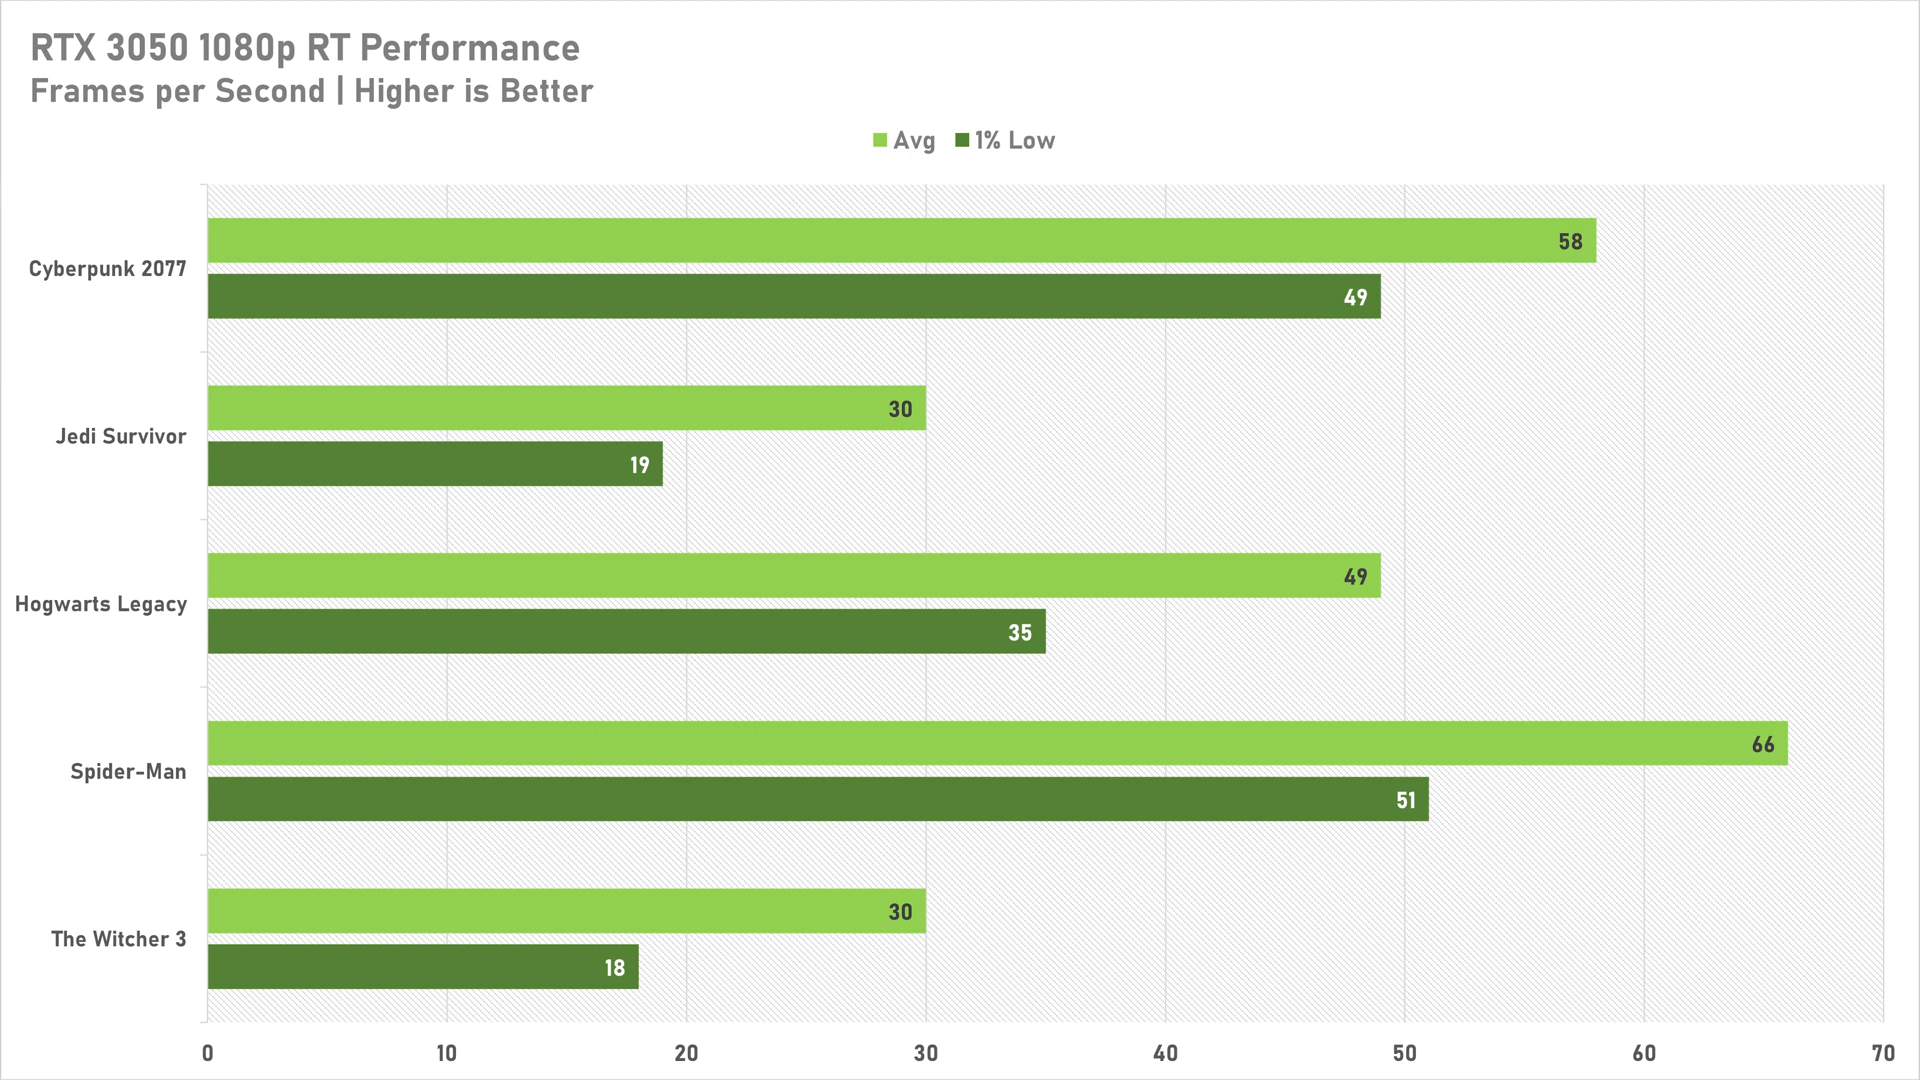 RTX 3050 1080p RT Performance
Frames per Second | Higher is Better
Avg 1% Low
Cyberpunk 2077
58
49
Jedi Survivor
30
19
Hogwarts Legacy
49
35
Spider-Man
66
51
The Witcher 3
30
18
0 10 20 30 40 50 60 70